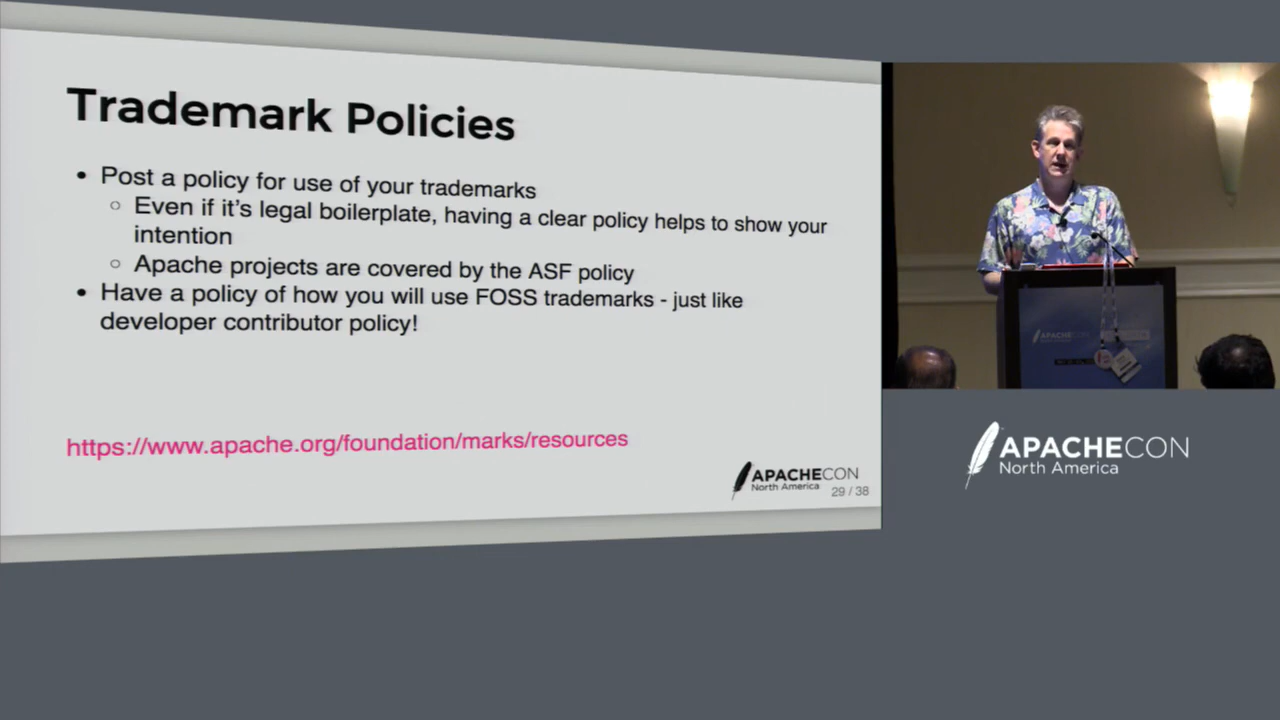 Trademark Policies
• Post a policy for use of your trademarks
○ Even if it's legal boilerplate, having a clear policy helps to show your
intention
○ Apache projects are covered by the ASF policy
• Have a policy of how you will use FOSS trademarks - just like
developer contributor policy!
https://www.apache.org/foundation/marks/resources
APACHECON
North America
29 / 38
APACHECON
APACHECON
North America